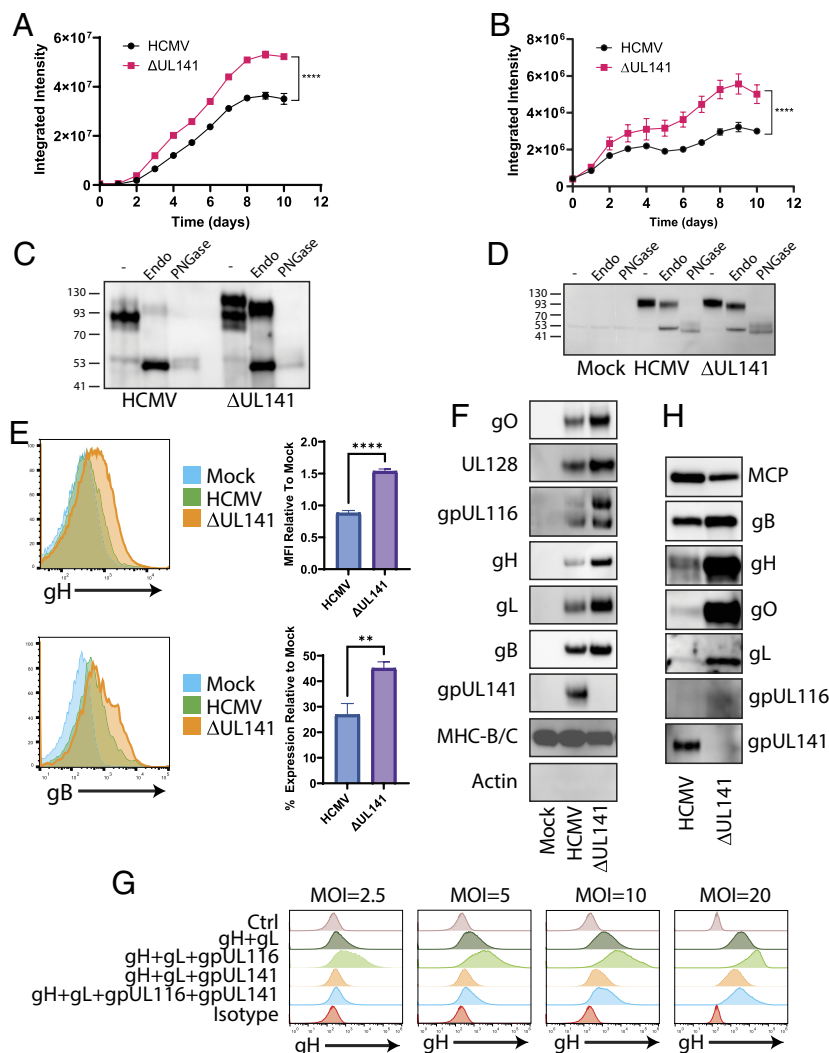 A
HCMV
ΔUL141
Integrated Intensity
6×10⁷
4×10⁷
2×10⁷
0
0 2 4 6 8 10 12
Time (days)
****
B
HCMV
ΔUL141
Integrated Intensity
8×10⁶
6×10⁶
4×10⁶
2×10⁶
0
0 2 4 6 8 10 12
Time (days)
****
C
- Endo PNGase - Endo PNGase
130
93
70
53
41
HCMV ΔUL141
D
- Endo PNGase - Endo PNGase - Endo PNGase
130
93
70
53
41
Mock HCMV ΔUL141
E
Mock
HCMV
ΔUL141
gH
MFI Relative To Mock
2.0
1.5
1.0
0.5
0.0
****
HCMV
ΔUL141
Mock
HCMV
ΔUL141
gB
% Expression Relative to Mock
50
40
30
20
10
0
**
HCMV
ΔUL141
F
gO
UL128
gpUL116
gH
gL
gB
gpUL141
MHC-B/C
Actin
Mock
HCMV
ΔUL141
H
MCP
gB
gH
gO
gL
gpUL116
gpUL141
HCMV
ΔUL141
G
MOI=2.5 MOI=5 MOI=10 MOI=20
Ctrl
gH+gL
gH+gL+gpUL116
gH+gL+gpUL141
gH+gL+gpUL116+gpUL141
Isotype
gH gH gH gH